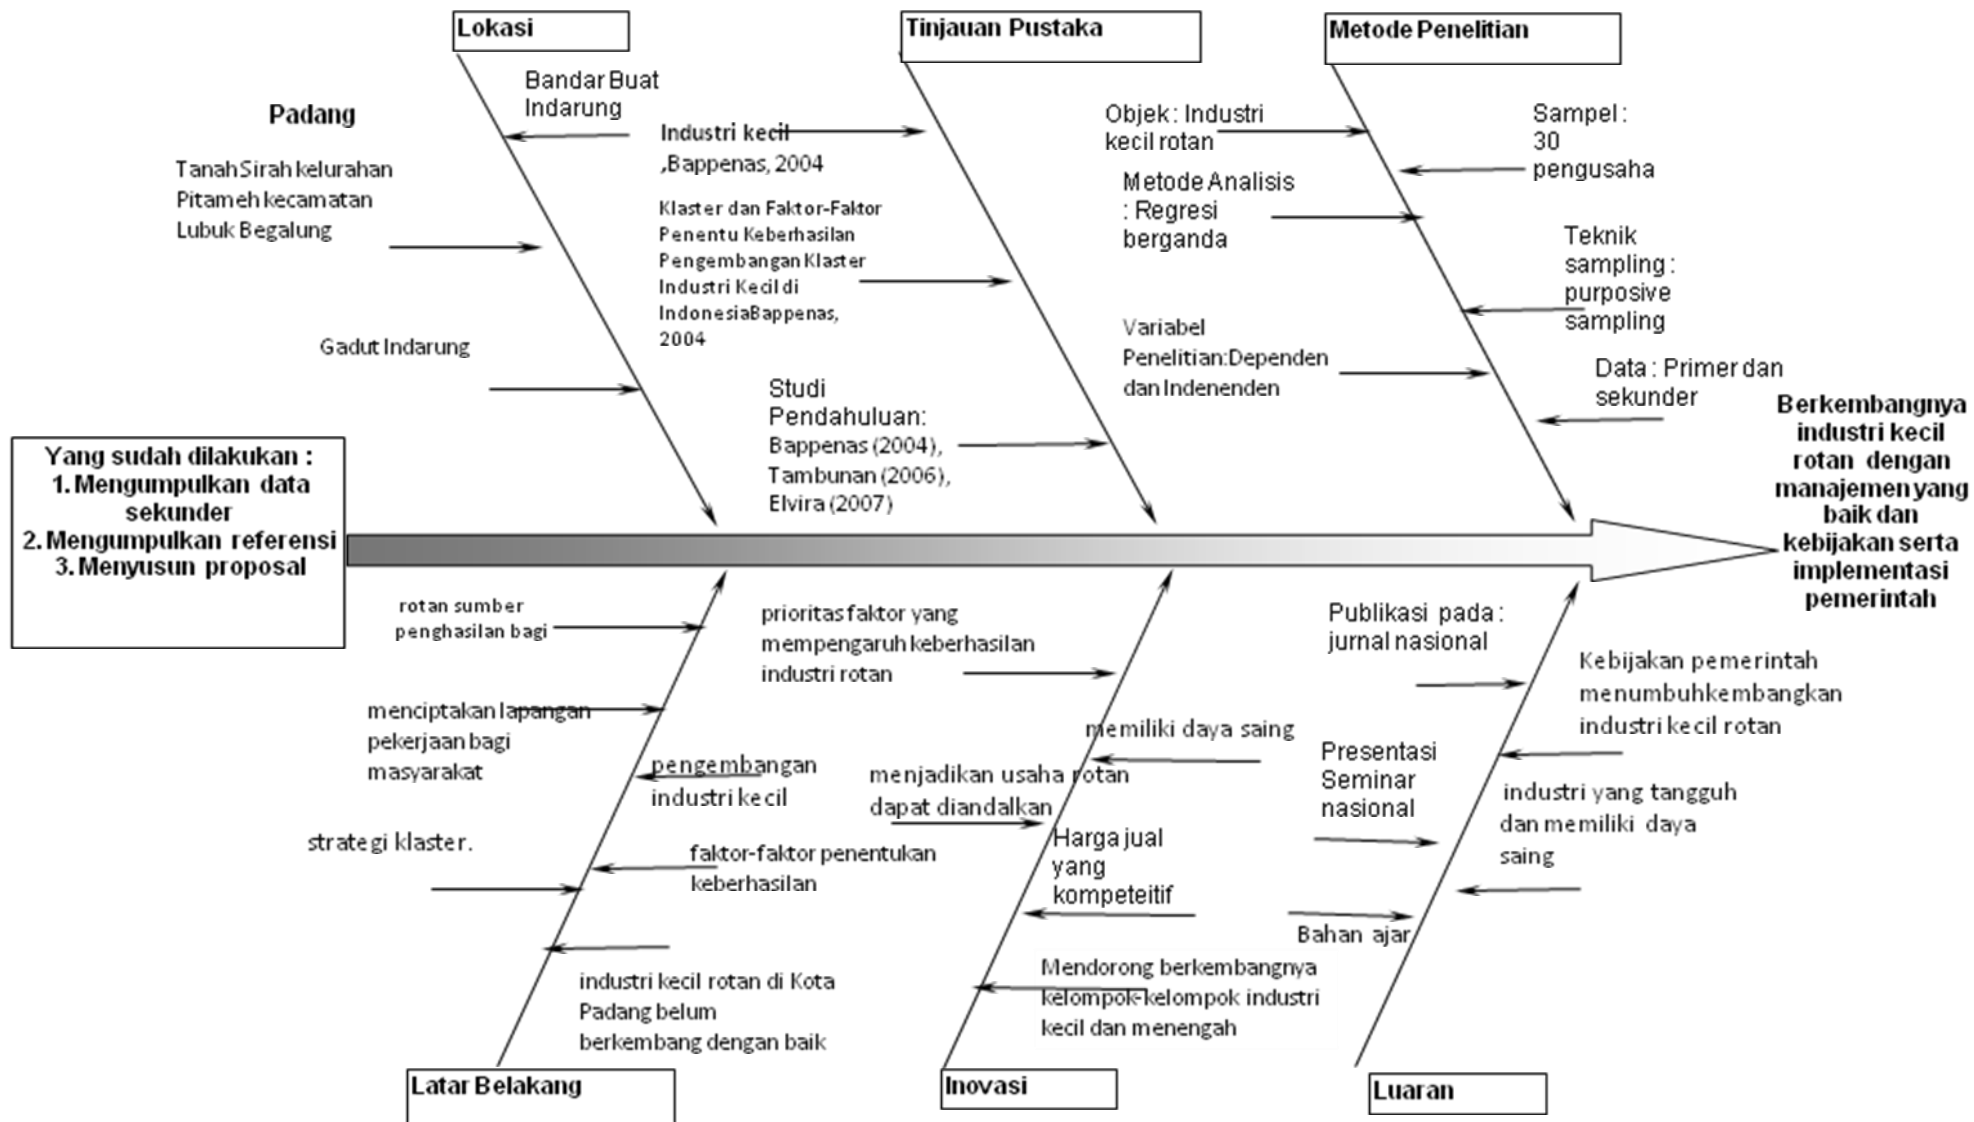 Lokasi
Tinjauan Pustaka
Metode Penelitian
Padang
Bandar Buat
Indarung
Tanah Sirah kelurahan
Pitameh kecamatan
Lubuk Begalung
Gadut Indarung
Industri kecil
,Bappenas, 2004
Klaster dan Faktor-Faktor
Penentu Keberhasilan
Pengembangan Klaster
Industri Kecil di
IndonesiaBappenas,
2004
Studi
Pendahuluan:
Bappenas (2004),
Tambunan (2006),
Elvira (2007)
Objek : Industri
kecil rotan
Metode Analisis
: Regresi
berganda
Variabel
Penelitian:Dependen
dan Indenenden
Sampel :
30
pengusaha
Teknik
sampling :
purposive
sampling
Data : Primer dan
sekunder
Yang sudah dilakukan :
1. Mengumpulkan data
sekunder
2. Mengumpulkan referensi
3. Menyusun proposal
Berkembangnya
industri kecil
rotan dengan
manajemen yang
baik dan
kebijakan serta
implementasi
pemerintah
rotan sumber
penghasilan bagi
menciptakan lapangan
pekerjaan bagi
masyarakat
strategi klaster.
pengembangan
industri kecil
faktor-faktor penentukan
keberhasilan
industri kecil rotan di Kota
Padang belum
berkembang dengan baik
prioritas faktor yang
mempengaruh keberhasilan
industri rotan
memiliki daya saing
menjadikan usaha rotan
dapat diandalkan
Harga jual
yang
kompeteitif
Mendorong berkembangnya
kelompok-kelompok industri
kecil dan menengah
Publikasi pada :
jurnal nasional
Presentasi
Seminar
nasional
Bahan ajar
Kebijakan pemerintah
menumbuhkembangkan
industri kecil rotan
industri yang tangguh
dan memiliki daya
saing
Latar Belakang
Inovasi
Luaran